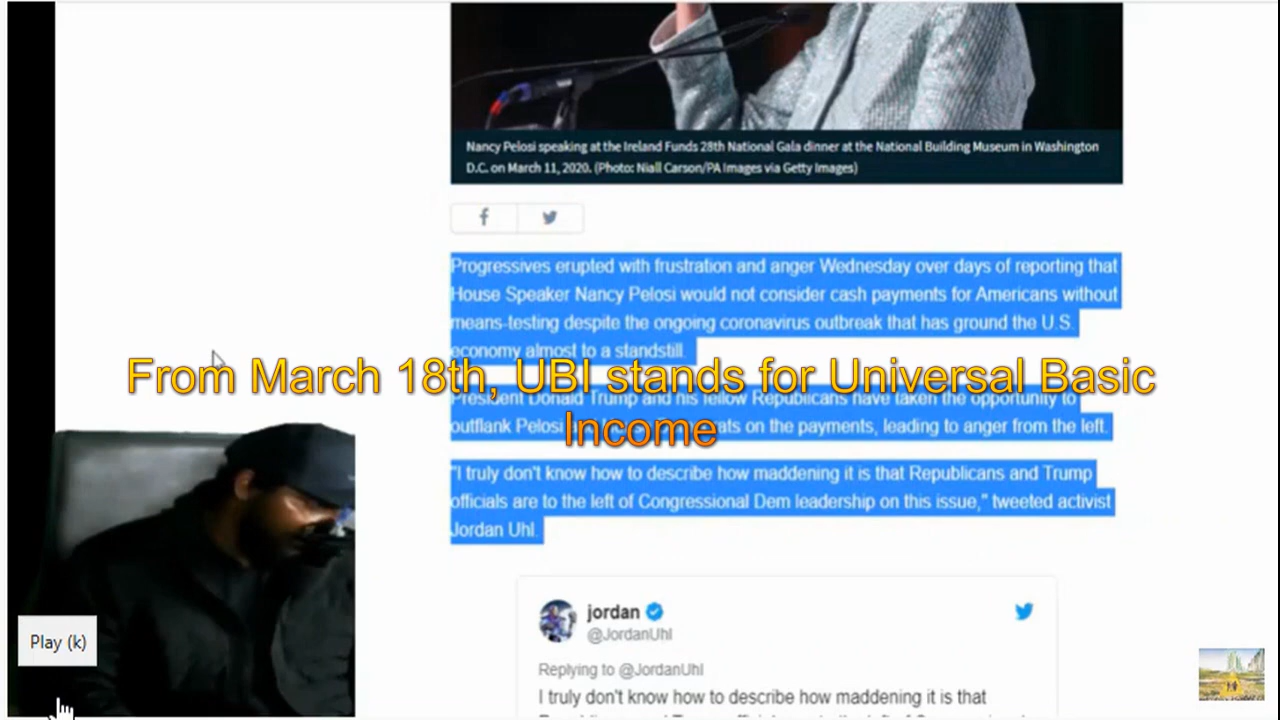 Nancy Pelosi speaking at the Ireland Funds 28th National Gala dinner at the National Building Museum in Washington
D.C. on March 11, 2020. (Photo: Niall Carson/PA Images via Getty Images)
Progressives erupted with frustration and anger Wednesday over days of reporting that
House Speaker Nancy Pelosi would not consider cash payments for Americans without
means-testing despite the ongoing coronavirus outbreak that has ground the U.S.
economy almost to a standstill.
From March 18th, UBI stands for Universal Basic
Income
President Donald Trump and his fellow Republicans have taken the opportunity to
outflank Pelosi on the payments, leading to anger from the left.
"I truly don't know how to describe how maddening it is that Republicans and Trump
officials are to the left of Congressional Dem leadership on this issue," tweeted activist
Jordan Uhl.
jordan
@JordanUhl
Play (k)
Replying to @JordanUhl
I truly don't know how to describe how maddening it is that